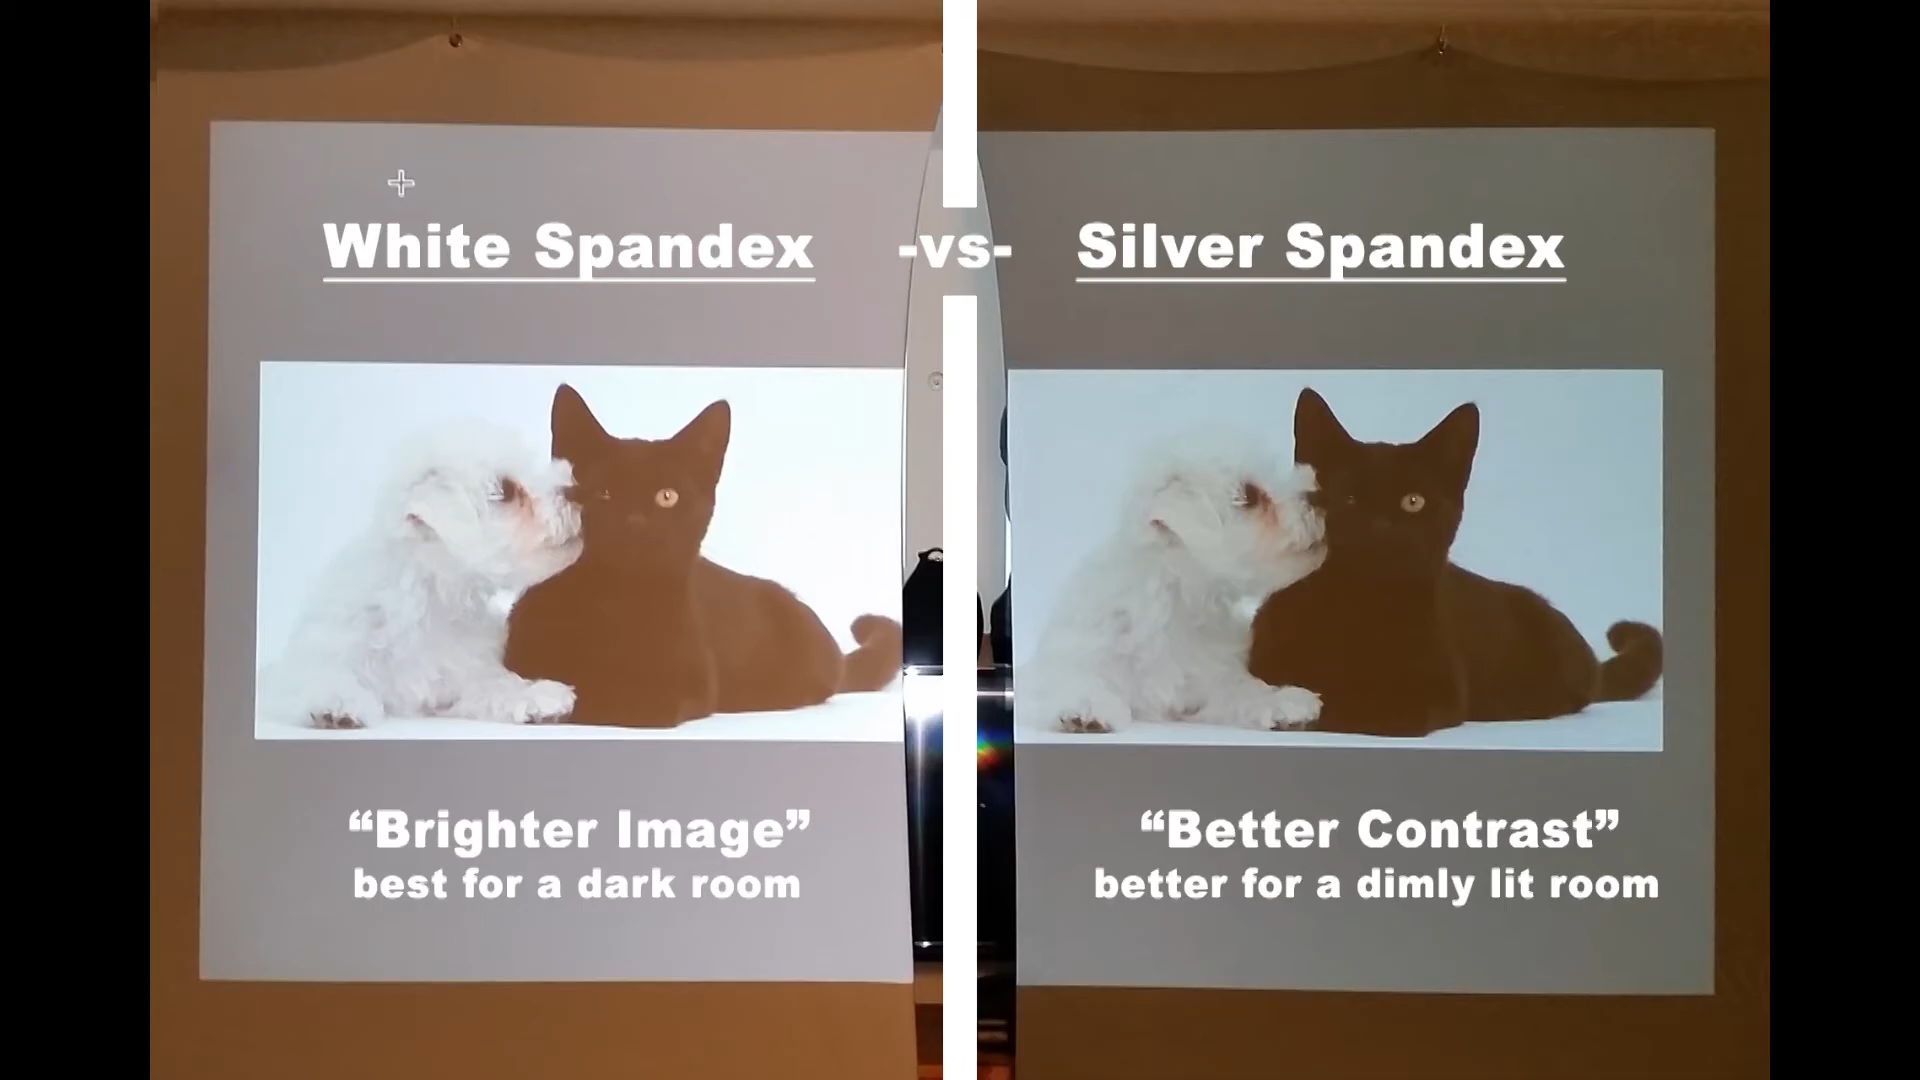 White Spandex -vs- Silver Spandex
“Brighter Image”
best for a dark room
“Better Contrast”
better for a dimly lit room